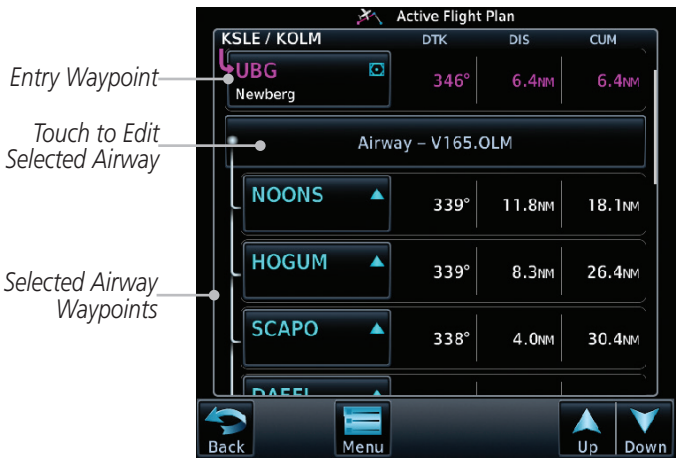 Active Flight Plan
KSLE / KOLM DTK DIS CUM
Entry Waypoint
UBG 346° 6.4NM 6.4NM
Newberg
Touch to Edit
Selected Airway
Airway – V165.OLM
NOONS 339° 11.8NM 18.1NM
HOGUM 339° 8.3NM 26.4NM
Selected Airway
Waypoints
SCAPO 338° 4.0NM 30.4NM
Back Menu Up Down